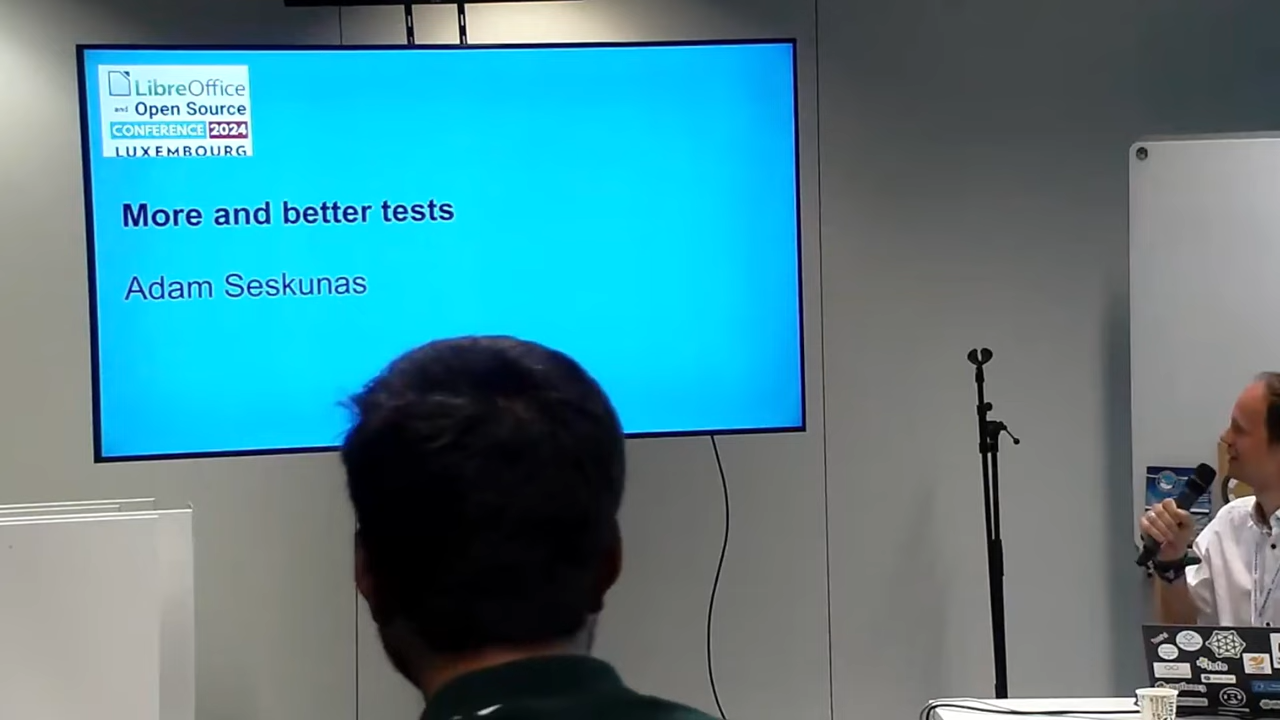 LibreOffice
and Open Source
CONFERENCE 2024
LUXEMBOURG
More and better tests
Adam Seskunas